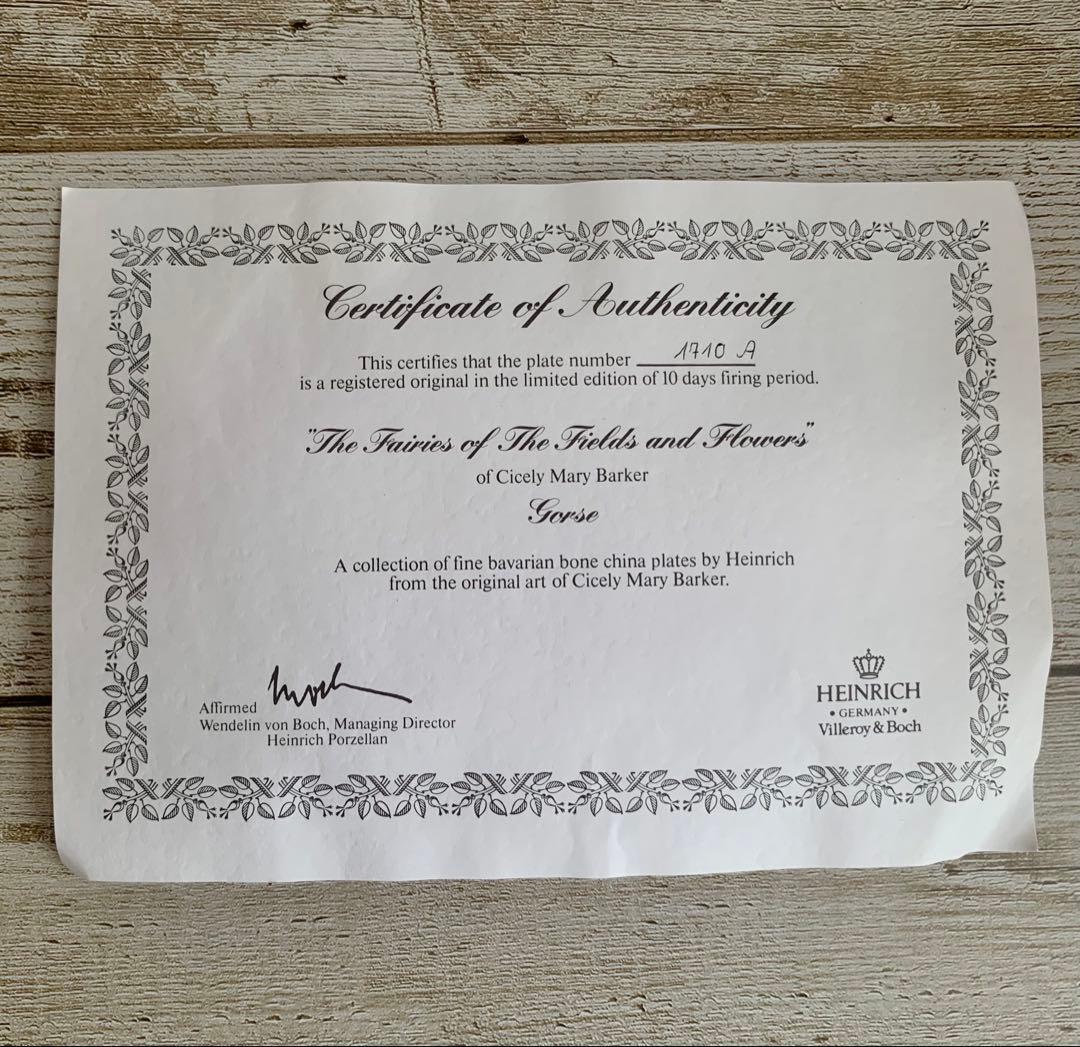 Certificate of Authenticity
This certifies that the plate number 1710 A
is a registered original in the limited edition of 10 days firing period.
"The Fairies of The Fields and Flowers"
of Cicely Mary Barker
Gorse
A collection of fine bavarian bone china plates by Heinrich
from the original art of Cicely Mary Barker.
Affirmed
Wendelin von Boch, Managing Director
Heinrich Porzellan
HEINRICH
• GERMANY •
Villeroy & Boch